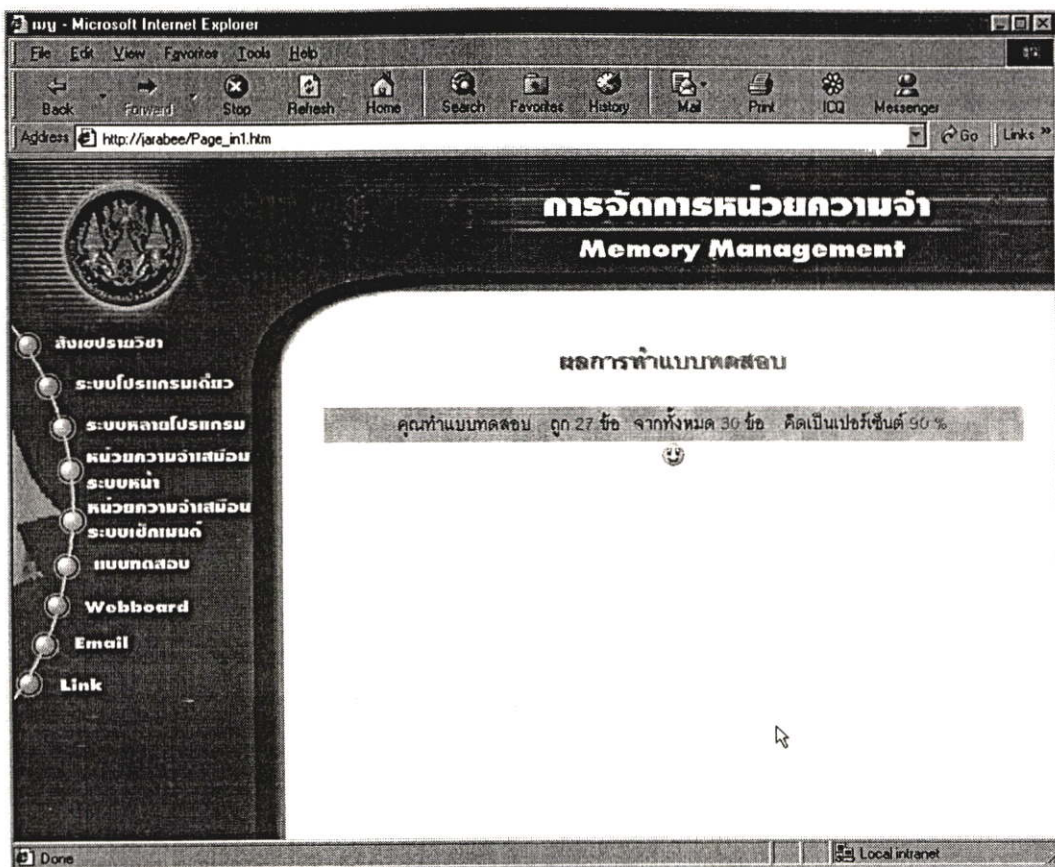 เมนู - Microsoft Internet Explorer
File Edit View Favorites Tools Help
Back Forward Stop Refresh Home Search Favorites History Mail Print ICQ Messenger
Address http://jarabee/Page_in1.htm Go Links »
การจัดการหน่วยความจำ
Memory Management
สังเขปรายวิชา
ระบบโปรแกรมเดี่ยว
ระบบหลายโปรแกรม
หน่วยความจำเสมือน
ระบบหน้า
หน่วยความจำเสมือน
ระบบเซ็กเมนต์
แบบทดสอบ
Webboard
Email
Link
ผลการทำแบบทดสอบ
คุณทำแบบทดสอบ ถูก 27 ข้อ จากทั้งหมด 30 ข้อ คิดเป็นเปอร์เซ็นต์ 90 %
Done Local intranet